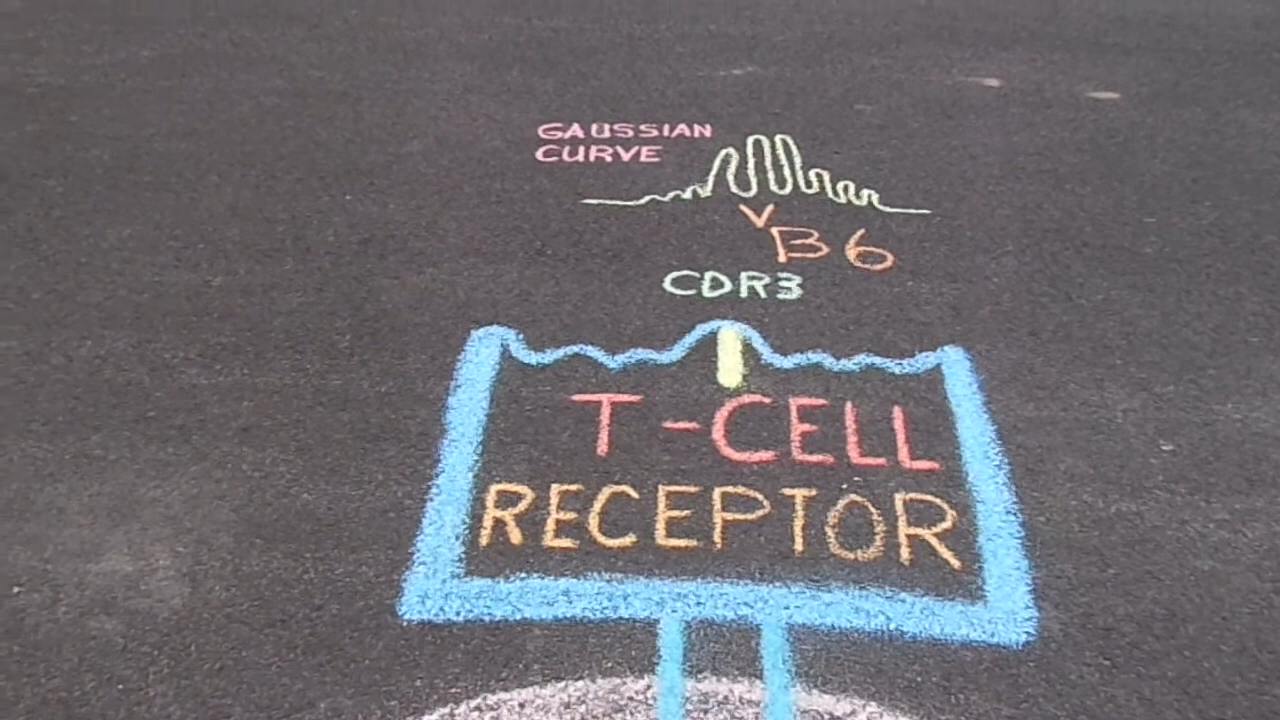 GAUSSIAN
CURVE
VB6
CDR3
T-CELL
RECEPTOR